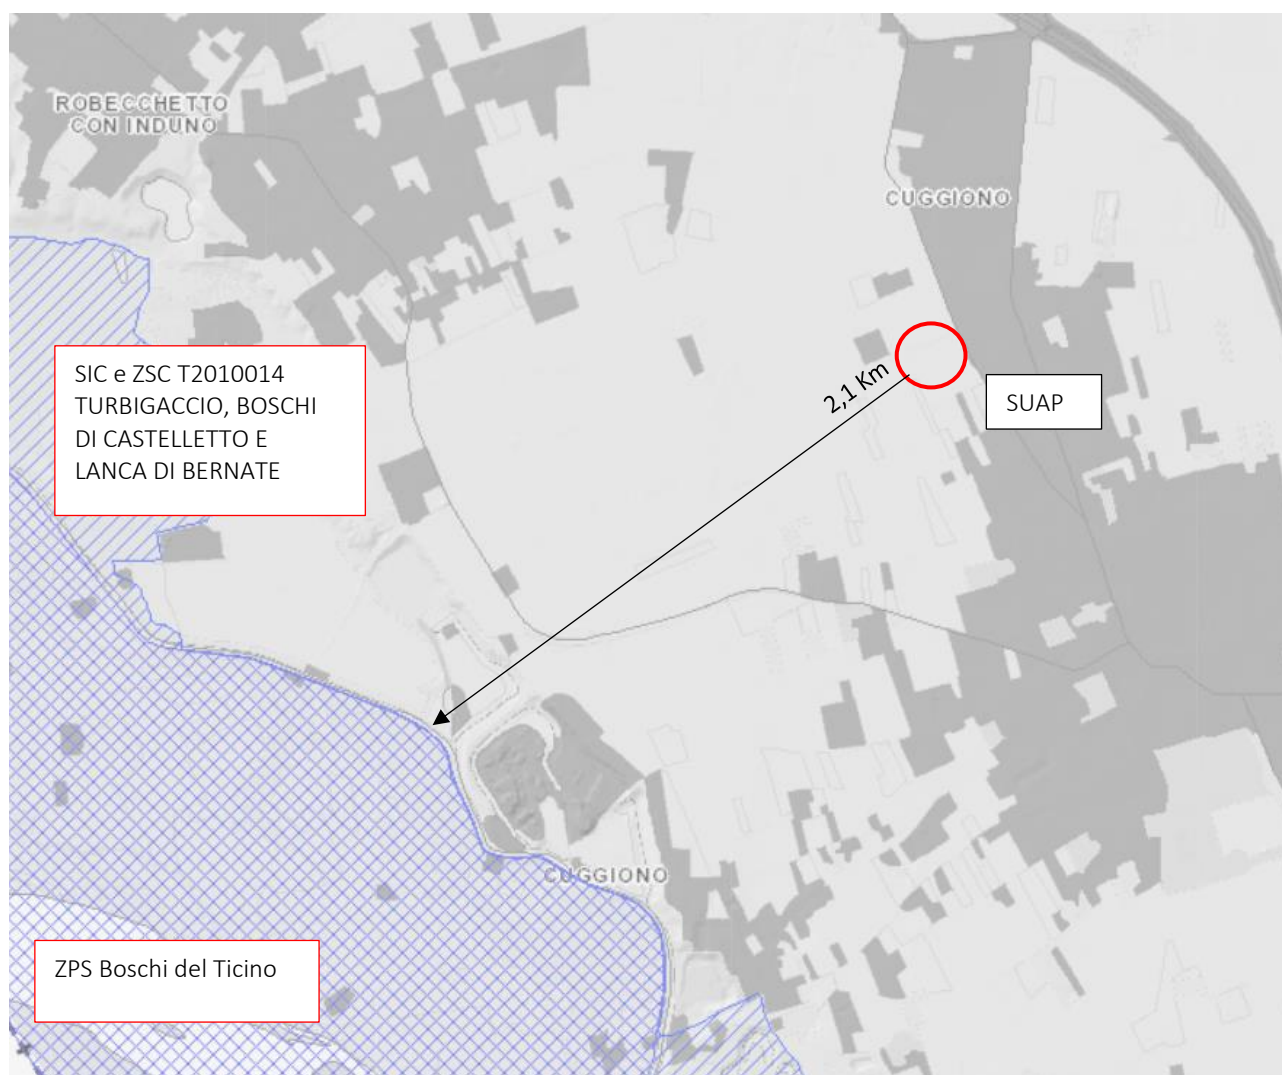 ROBECCHETTO
CON INDUNO
CUGGIONO
SIC e ZSC T2010014
TURBIGACCIO, BOSCHI
DI CASTELLETTO E
LANCA DI BERNATE
2,1 Km
SUAP
CUGGIONO
ZPS Boschi del Ticino